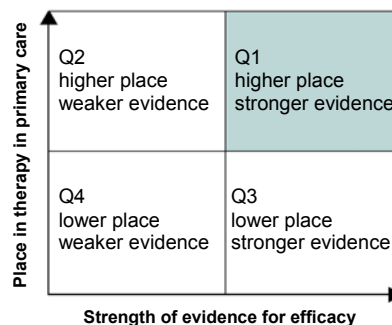 Place in therapy in primary care
Q2
higher place
weaker evidence
Q1
higher place
stronger evidence
Q4
lower place
weaker evidence
Q3
lower place
stronger evidence
Strength of evidence for efficacy